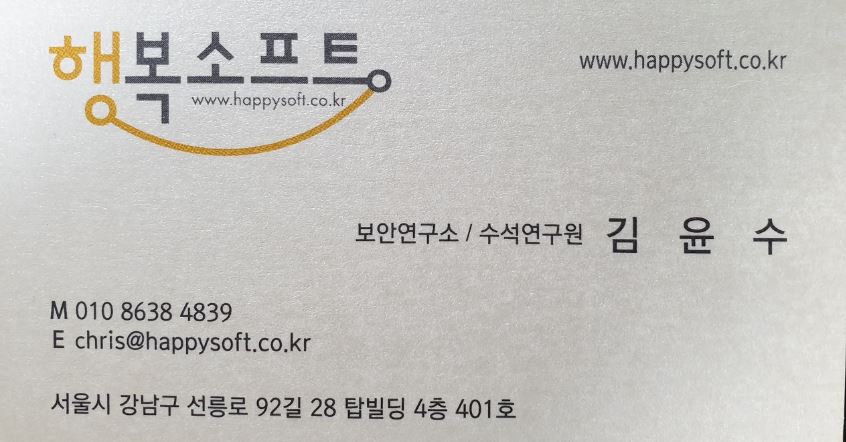 행복소프트
www.happysoft.co.kr
www.happysoft.co.kr
보안연구소 / 수석연구원 김 윤 수
M 010 8638 4839
E chris@happysoft.co.kr
서울시 강남구 선릉로 92길 28 탑빌딩 4층 401호